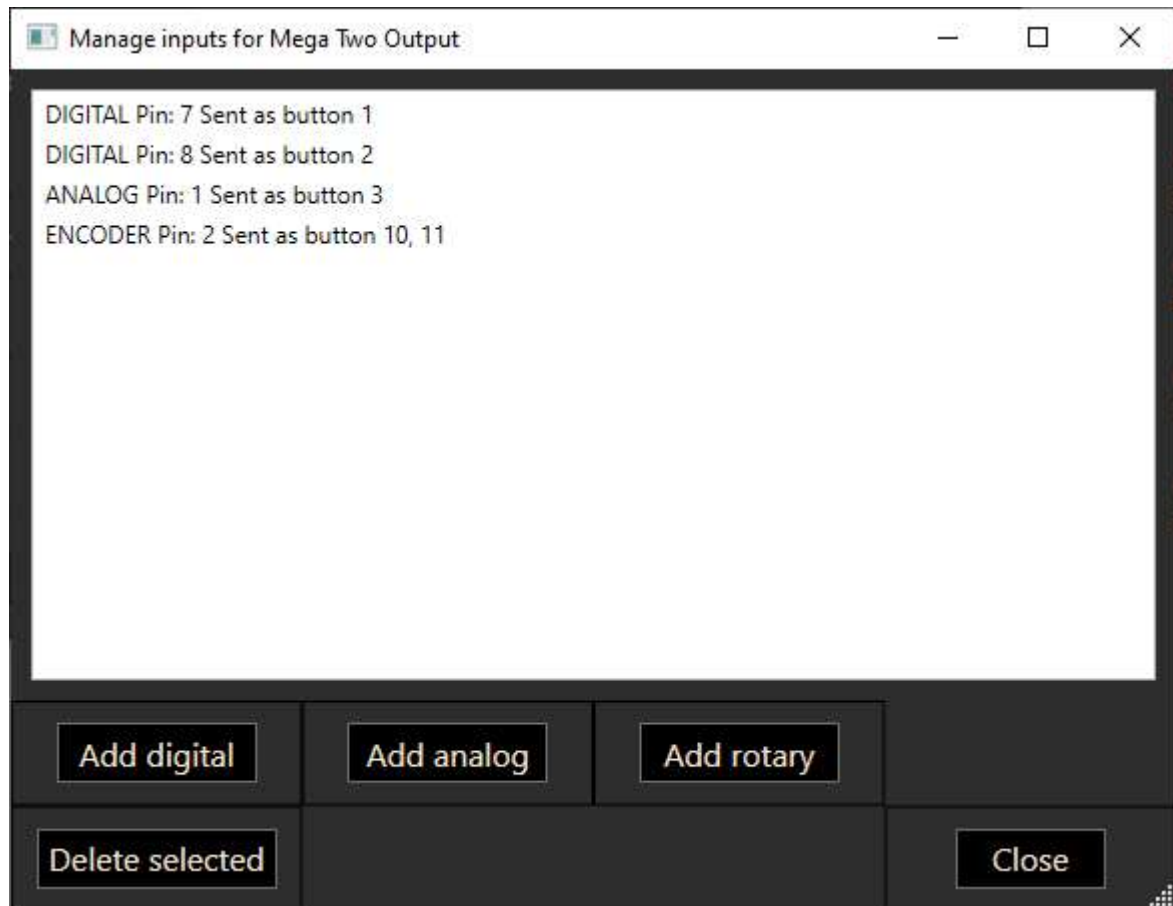 Manage inputs for Mega Two Output
DIGITAL Pin: 7 Sent as button 1
DIGITAL Pin: 8 Sent as button 2
ANALOG Pin: 1 Sent as button 3
ENCODER Pin: 2 Sent as button 10, 11
Add digital
Add analog
Add rotary
Delete selected
Close